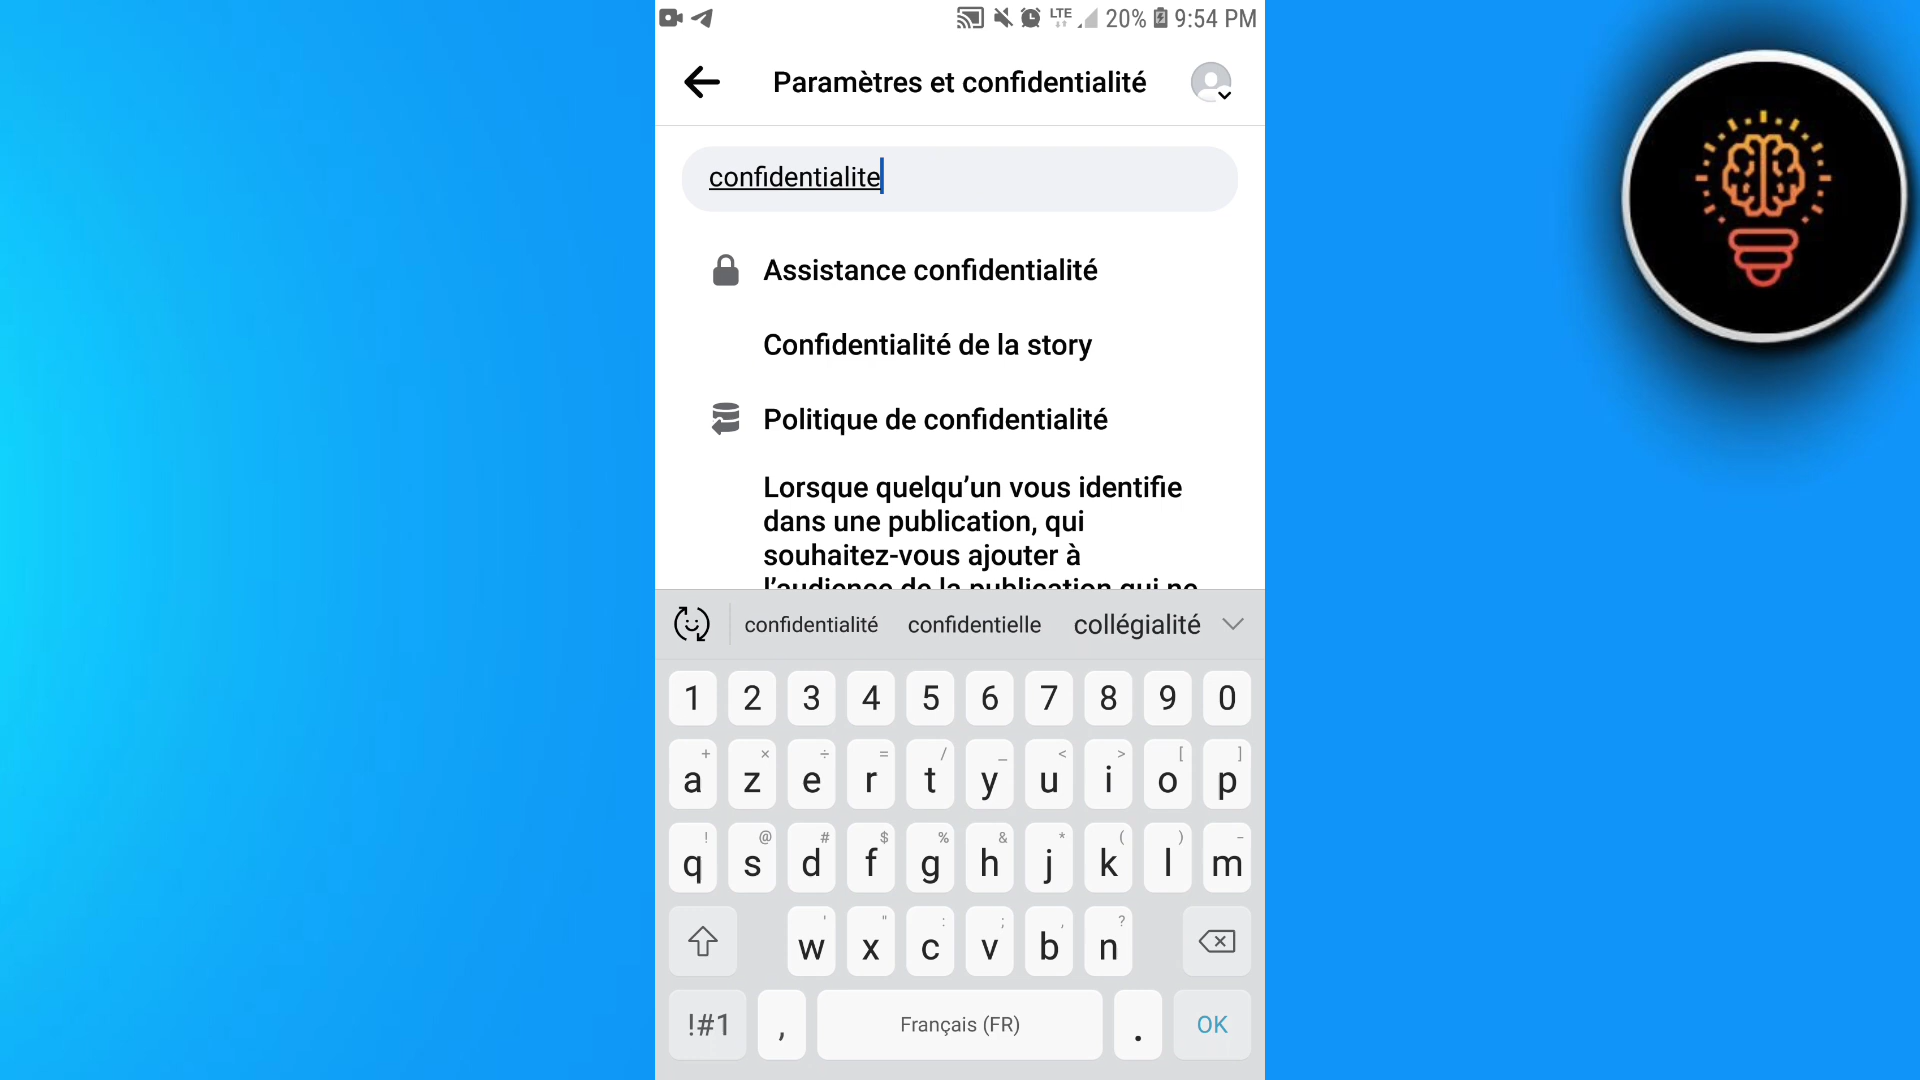 LTE 20% 9:54 PM
Paramètres et confidentialité
confidentialite
Assistance confidentialité
Confidentialité de la story
Politique de confidentialité
Lorsque quelqu’un vous identifie
dans une publication, qui
souhaitez-vous ajouter à
l’audience de la publication qui ne
confidentialité confidentielle collégialité
1 2 3 4 5 6 7 8 9 0
+ × ÷ = / _ < > [ ]
a z e r t y u i o p
! @ # $ % & * ( ) -
q s d f g h j k l m
' " : ; , ?
w x c v b n
!#1 , Français (FR) . OK